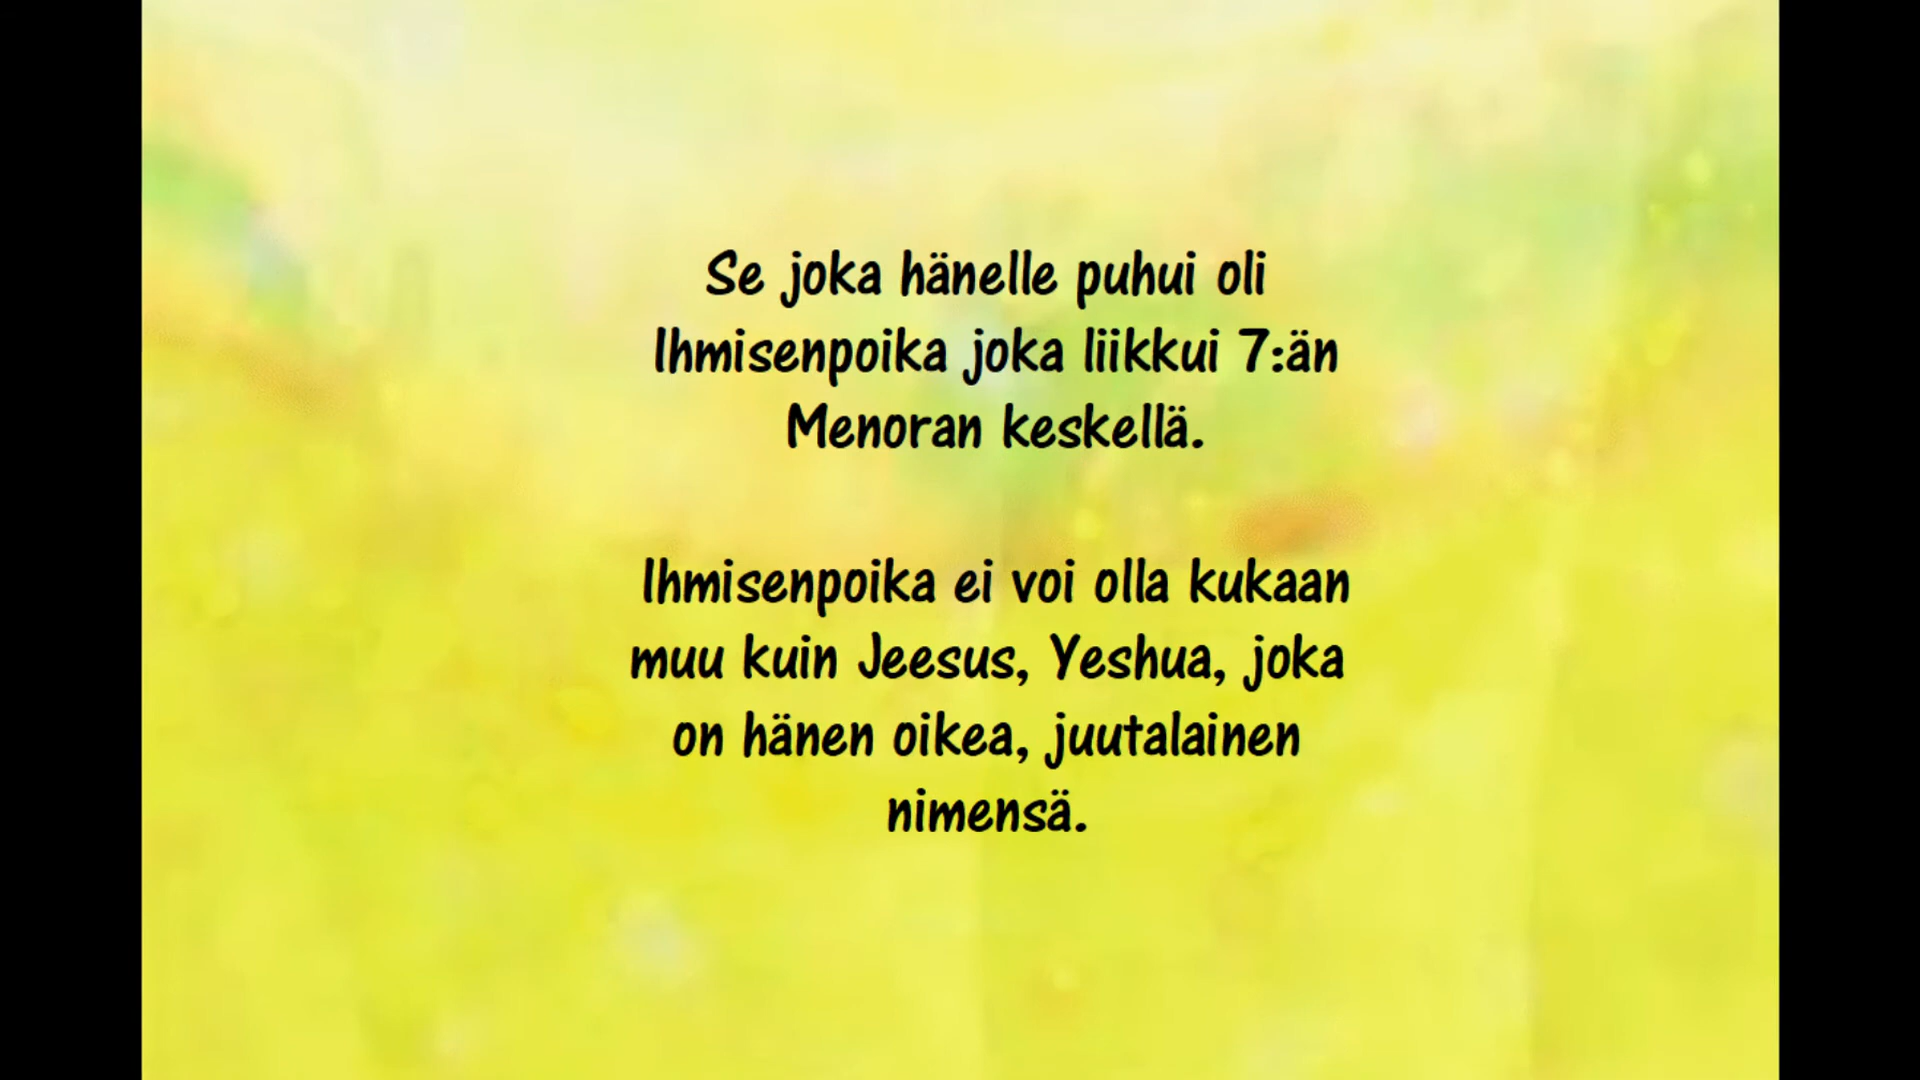 Se joka hänelle puhui oli
Ihmisenpoika joka liikkui 7:än
Menoran keskellä.
Ihmisenpoika ei voi olla kukaan
muu kuin Jeesus, Yeshua, joka
on hänen oikea, juutalainen
nimensä.